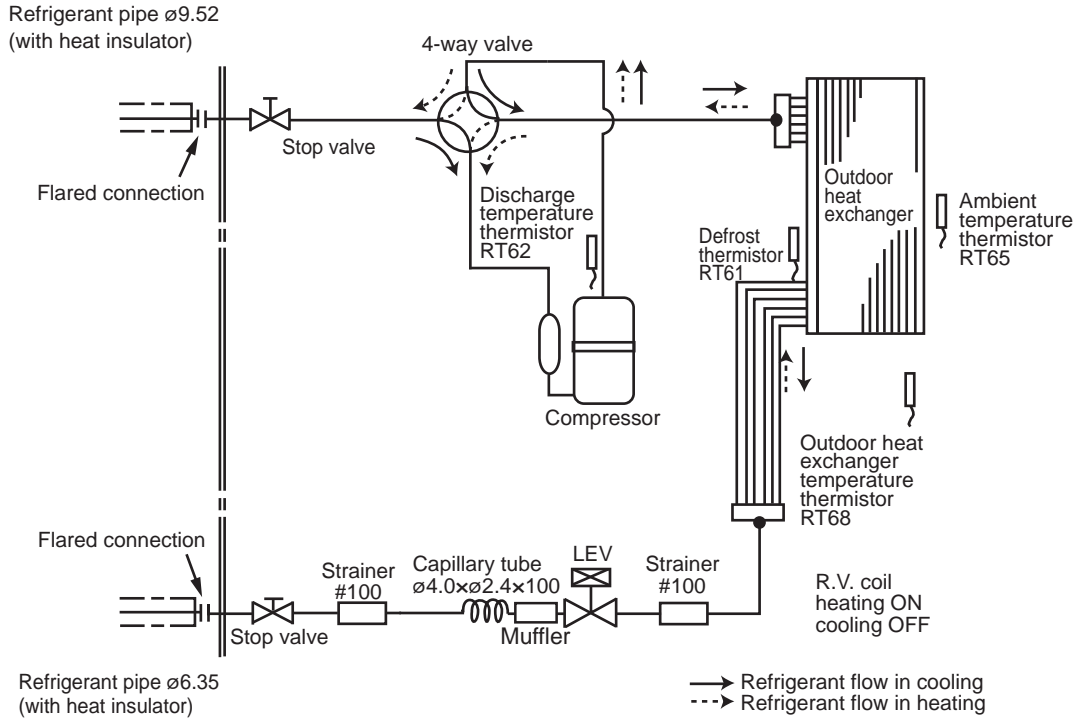 Refrigerant pipe ø9.52
(with heat insulator)
4-way valve
Stop valve
Flared connection
Discharge
temperature
thermistor
RT62
Outdoor
heat
exchanger
Ambient
temperature
thermistor
RT65
Defrost
thermistor
RT61
Compressor
Outdoor heat
exchanger
temperature
thermistor
RT68
Flared connection
Strainer
#100
Capillary tube
ø4.0×ø2.4×100
LEV
Strainer
#100
Stop valve
Muffler
R.V. coil
heating ON
cooling OFF
Refrigerant pipe ø6.35
(with heat insulator)
Refrigerant flow in cooling
Refrigerant flow in heating